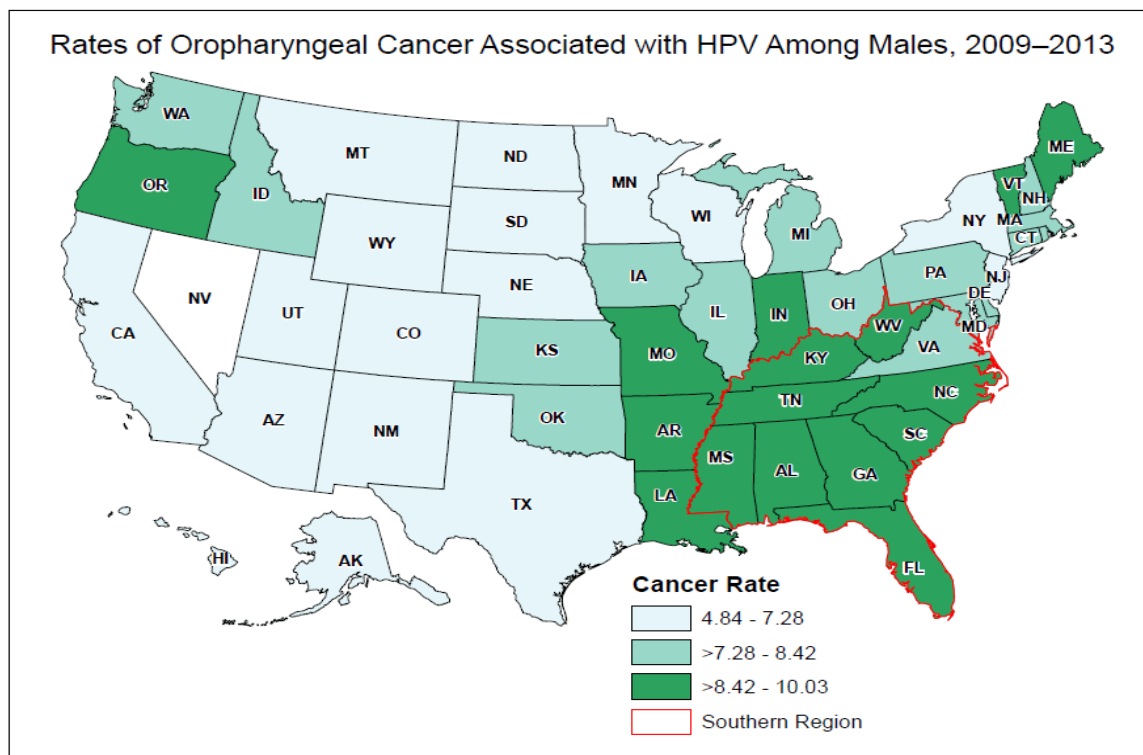 Rates of Oropharyngeal Cancer Associated with HPV Among Males, 2009–2013
WA
MT
ND
MN
ME
VT
NH
OR
ID
WY
SD
WI
MI
NY
MA
CT
IA
NE
PA
NJ
NV
UT
CO
IL
IN
OH
DE
MD
CA
KS
MO
WV
VA
KY
AZ
NM
OK
AR
TN
NC
SC
TX
LA
MS
AL
GA
HI
AK
FL
Cancer Rate
4.84 - 7.28
>7.28 - 8.42
>8.42 - 10.03
Southern Region